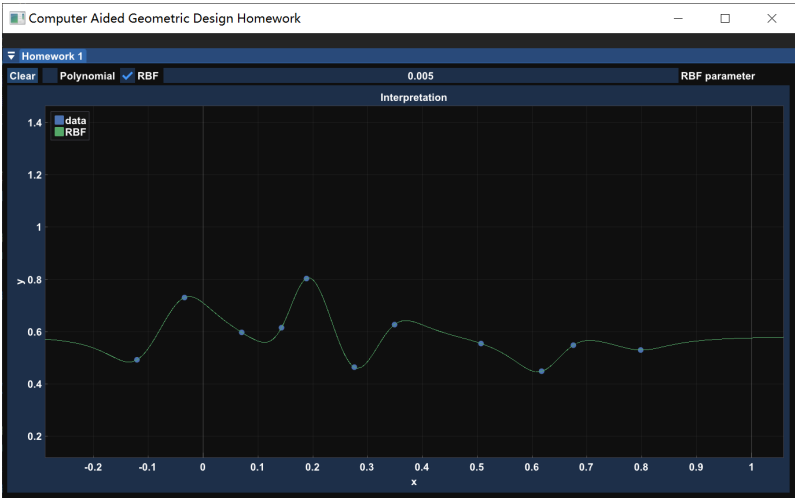 Computer Aided Geometric Design Homework
Homework 1
Clear Polynomial RBF 0.005 RBF parameter
Interpretation
data
RBF
1.4
1.2
1
0.8
0.6
0.4
0.2
y
-0.2 -0.1 0 0.1 0.2 0.3 0.4 0.5 0.6 0.7 0.8 0.9 1
x